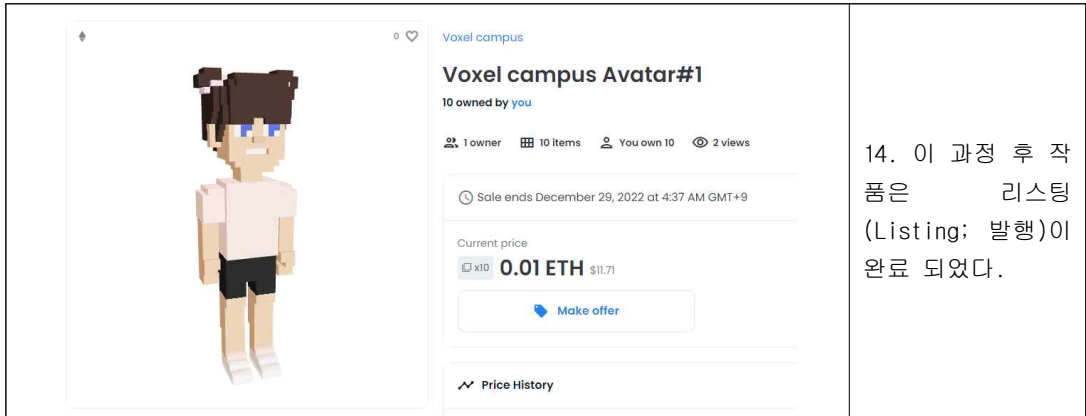 0
Voxel campus
Voxel campus Avatar#1
10 owned by you
1 owner 10 items You own 10 2 views
Sale ends December 29, 2022 at 4:37 AM GMT+9
Current price
x10 0.01 ETH $11.71
Make offer
Price History
14. 이 과정 후 작
품은 리스팅
(Listing; 발행)이
완료 되었다.